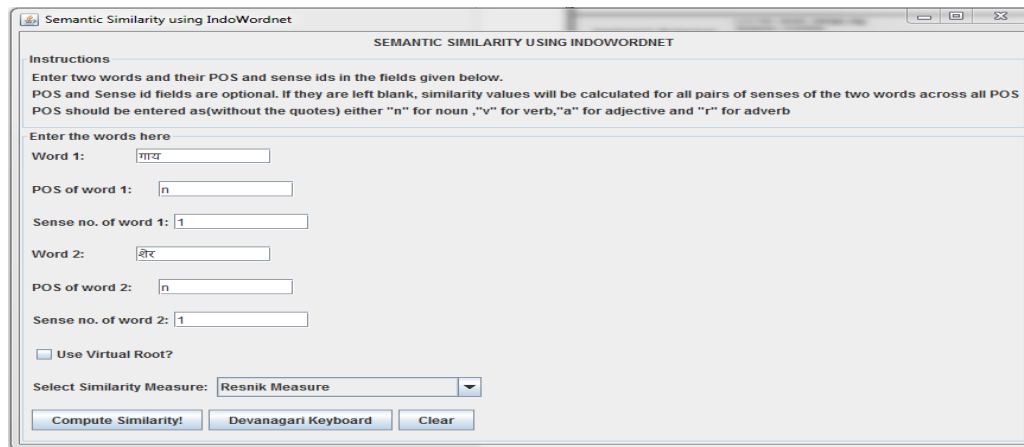 Semantic Similarity using IndoWordnet
SEMANTIC SIMILARITY USING INDOWORDNET
Instructions
Enter two words and their POS and sense ids in the fields given below.
POS and Sense id fields are optional. If they are left blank, similarity values will be calculated for all pairs of senses of the two words across all POS
POS should be entered as(without the quotes) either "n" for noun ,"v" for verb,"a" for adjective and "r" for adverb
Enter the words here
Word 1: गाय
POS of word 1: n
Sense no. of word 1: 1
Word 2: शेर
POS of word 2: n
Sense no. of word 2: 1
Use Virtual Root?
Select Similarity Measure: Resnik Measure
Compute Similarity! Devanagari Keyboard Clear